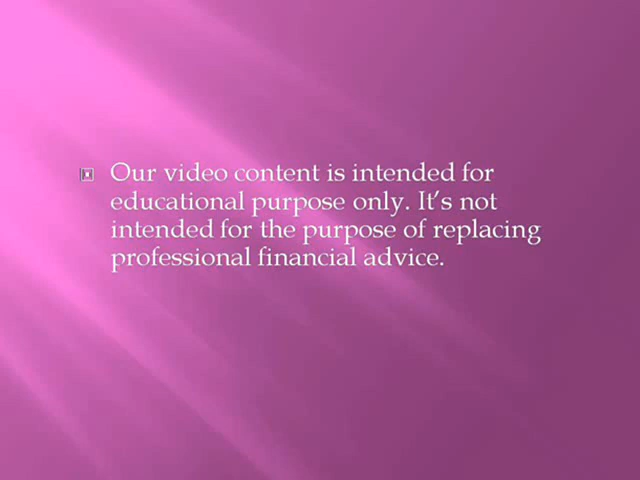 Our video content is intended for
educational purpose only. It’s not
intended for the purpose of replacing
professional financial advice.